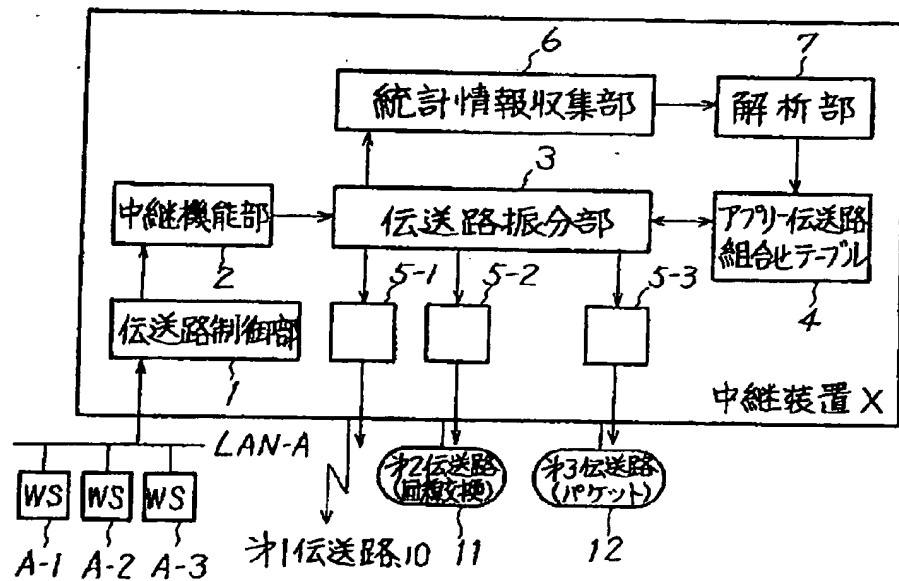 6
7
統計情報収集部
解析部
3
中継機能部
伝送路振分部
アプリー伝送路
組合せテーブル
2
5-1
5-2
5-3
4
伝送路制御部
1
中継装置X
LAN-A
WS
WS
WS
A-1
A-2
A-3
第1伝送路10
第2伝送路
(回線交換)
11
第3伝送路
(パケット)
12